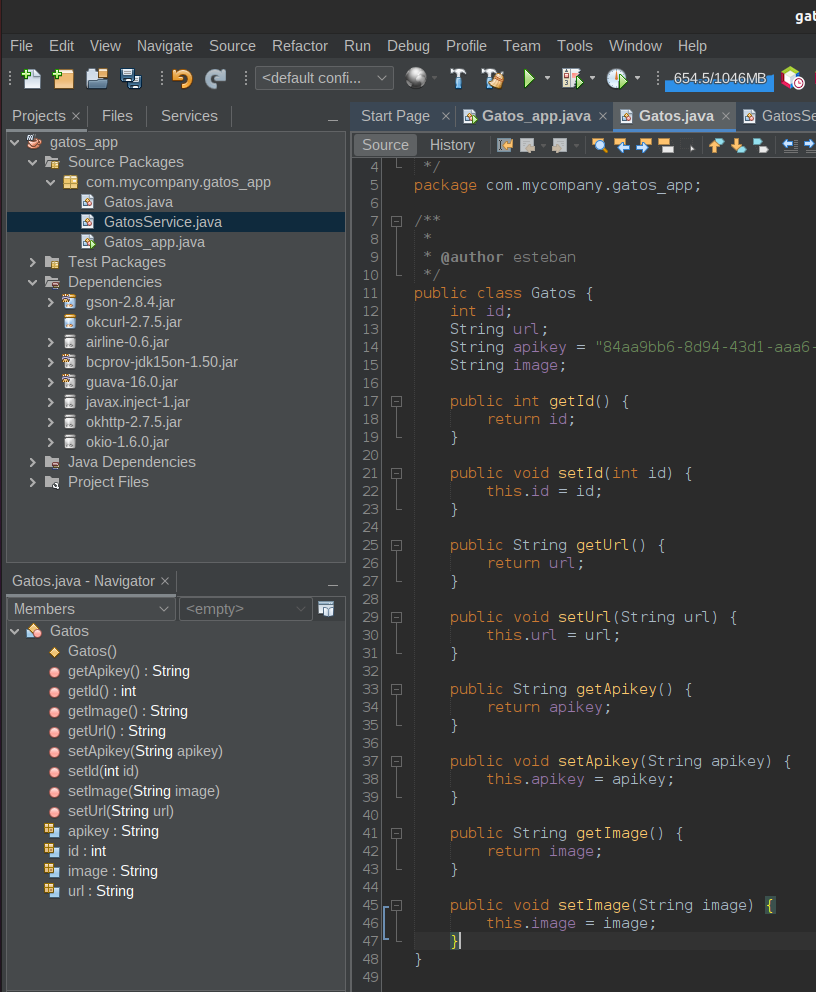 gat
File Edit View Navigate Source Refactor Run Debug Profile Team Tools Window Help
<default confi... 654.5/1046MB
Projects Files Services
gatos_app
Source Packages
com.mycompany.gatos_app
Gatos.java
GatosService.java
Gatos_app.java
Test Packages
Dependencies
gson-2.8.4.jar
okcurl-2.7.5.jar
airline-0.6.jar
bcprov-jdk15on-1.50.jar
guava-16.0.jar
javax.inject-1.jar
okhttp-2.7.5.jar
okio-1.6.0.jar
Java Dependencies
Project Files
Gatos.java - Navigator
Members <empty>
Gatos
Gatos()
getApikey() : String
getId() : int
getImage() : String
getUrl() : String
setApikey(String apikey)
setId(int id)
setImage(String image)
setUrl(String url)
apikey : String
id : int
image : String
url : String
Start Page Gatos_app.java Gatos.java GatosSe
Source History
4 */
5 package com.mycompany.gatos_app;
6
7 /**
8 *
9 * @author esteban
10 */
11 public class Gatos {
12 int id;
13 String url;
14 String apikey = "84aa9bb6-8d94-43d1-aaa6-
15 String image;
16
17 public int getId() {
18 return id;
19 }
20
21 public void setId(int id) {
22 this.id = id;
23 }
24
25 public String getUrl() {
26 return url;
27 }
28
29 public void setUrl(String url) {
30 this.url = url;
31 }
32
33 public String getApikey() {
34 return apikey;
35 }
36
37 public void setApikey(String apikey) {
38 this.apikey = apikey;
39 }
40
41 public String getImage() {
42 return image;
43 }
44
45 public void setImage(String image) {
46 this.image = image;
47 }
48 }
49